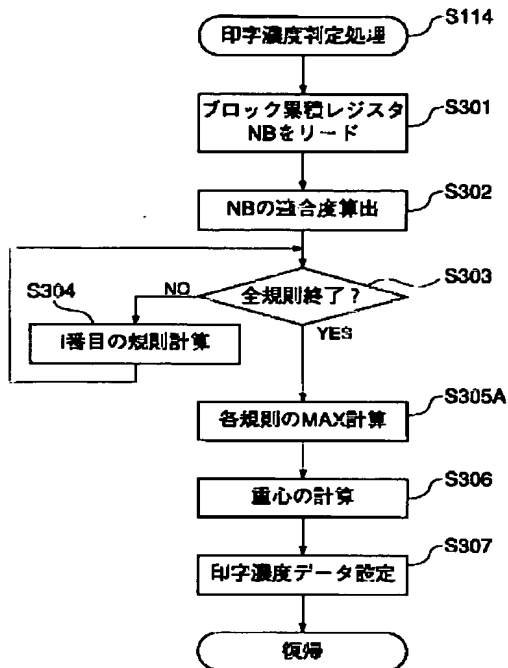 S114
印字濃度判定処理
S301
ブロック累積レジスタ
NBをリード
S302
NBの適合度算出
S303
全規則終了?
NO
YES
S304
i番目の規則計算
S305A
各規則のMAX計算
S306
重心の計算
S307
印字濃度データ設定
復帰